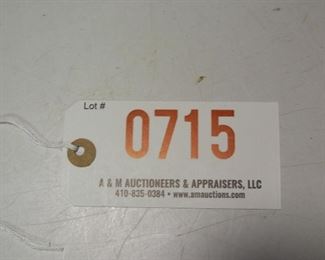 Lot #
0715
A & M AUCTIONEERS & APPRAISERS, LLC
410-835-0384 • www.amauctions.com